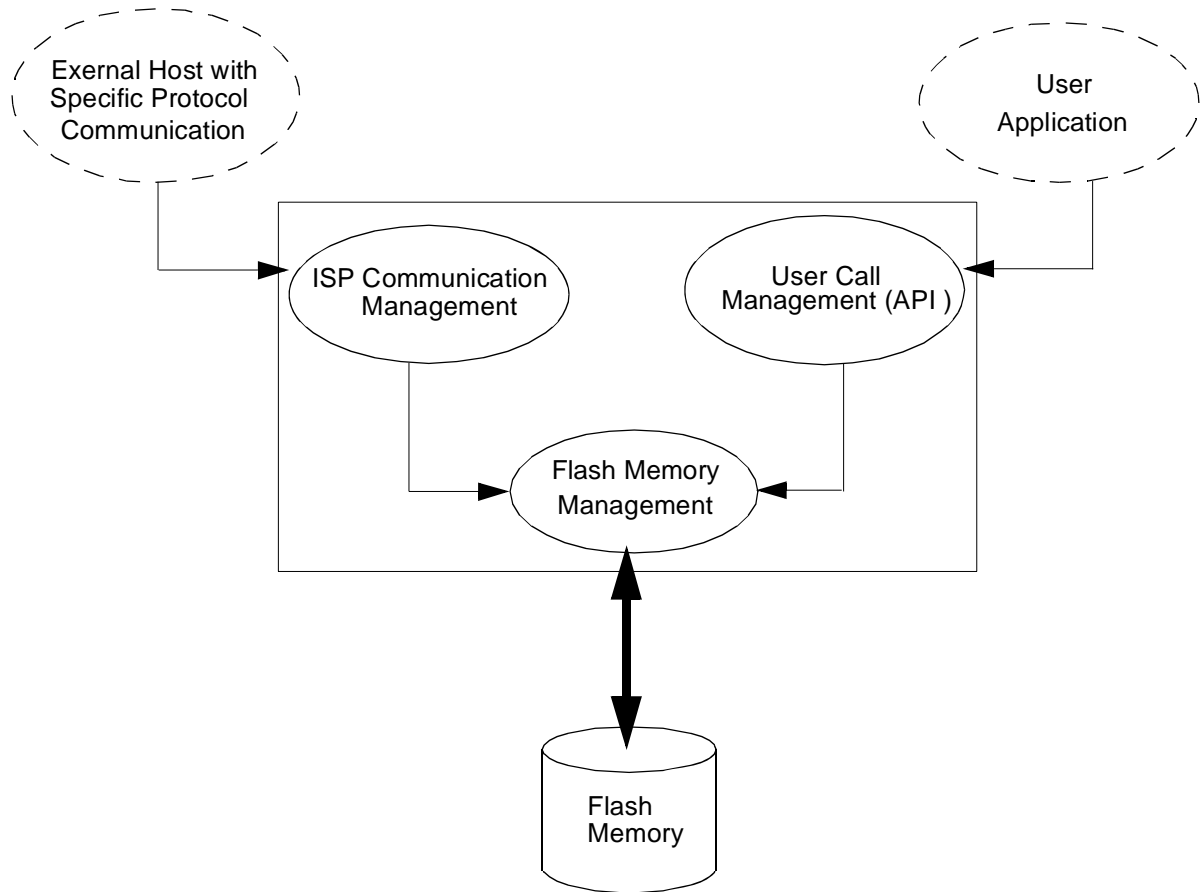 Exernal Host with
Specific Protocol
Communication
User
Application
ISP Communication
Management
User Call
Management (API )
Flash Memory
Management
Flash
Memory